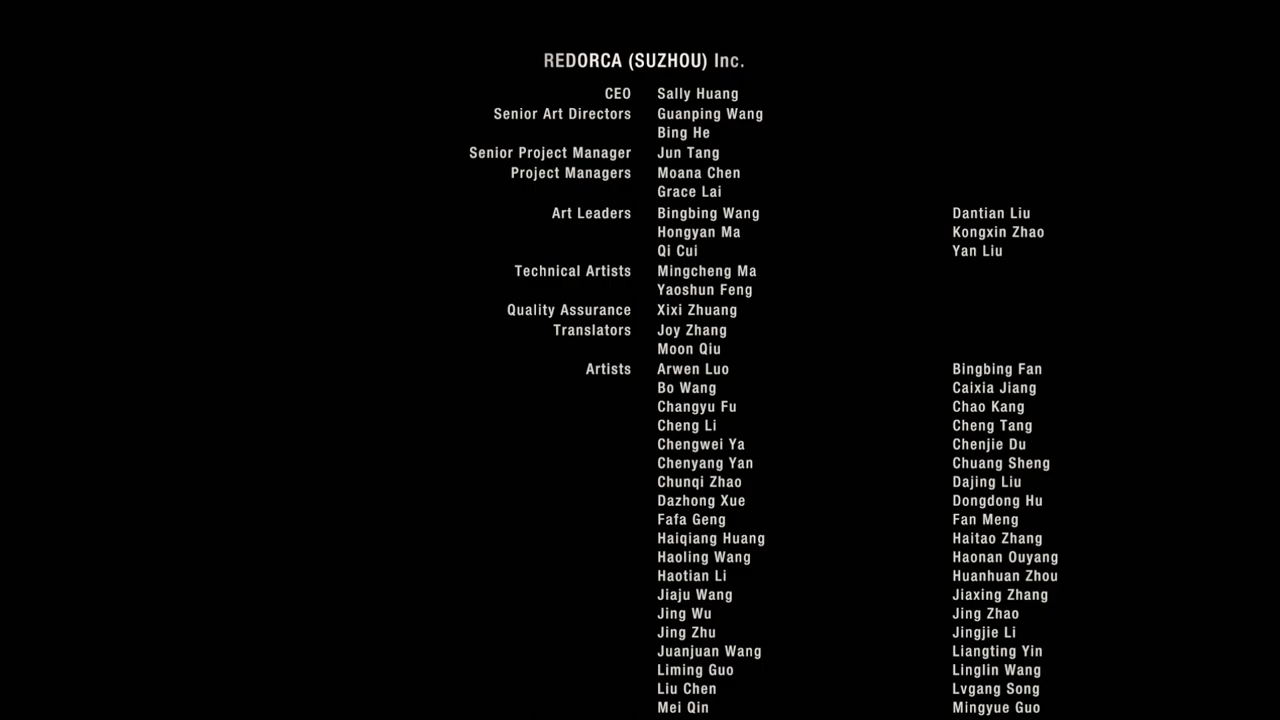 REDORCA (SUZHOU) Inc.
CEO Sally Huang
Senior Art Directors Guanping Wang
Bing He
Senior Project Manager Jun Tang
Project Managers Moana Chen
Grace Lai
Art Leaders Bingbing Wang Dantian Liu
Hongyan Ma Kongxin Zhao
Qi Cui Yan Liu
Technical Artists Mingcheng Ma
Yaoshun Feng
Quality Assurance Xixi Zhuang
Translators Joy Zhang
Moon Qiu
Artists Arwen Luo Bingbing Fan
Bo Wang Caixia Jiang
Changyu Fu Chao Kang
Cheng Li Cheng Tang
Chengwei Ya Chenjie Du
Chenyang Yan Chuang Sheng
Chunqi Zhao Dajing Liu
Dazhong Xue Dongdong Hu
Fafa Geng Fan Meng
Haiqiang Huang Haitao Zhang
Haoling Wang Haonan Ouyang
Haotian Li Huanhuan Zhou
Jiaju Wang Jiaxing Zhang
Jing Wu Jing Zhao
Jing Zhu Jingjie Li
Juanjuan Wang Liangting Yin
Liming Guo Linglin Wang
Liu Chen Lvgang Song
Mei Qin Mingyue Guo